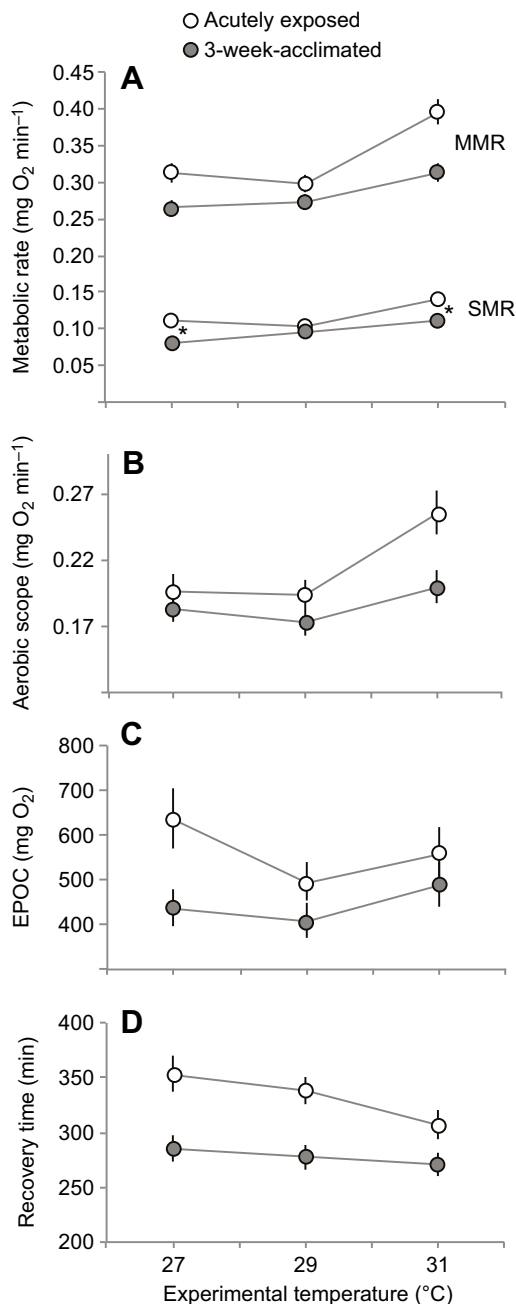 Acutely exposed
3-week-acclimated
A
Metabolic rate (mg O₂ min⁻¹)
0.45
0.40
0.35
0.30
0.25
0.20
0.15
0.10
0.05
MMR
SMR
*
*
B
Aerobic scope (mg O₂ min⁻¹)
0.27
0.22
0.17
C
EPOC (mg O₂)
800
700
600
500
400
D
Recovery time (min)
400
350
300
250
200
27 29 31
Experimental temperature (°C)